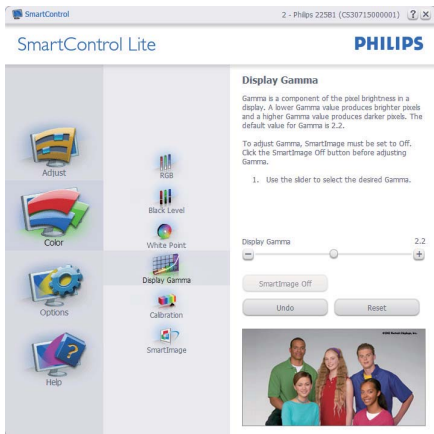 SmartControl
2 - Philips 225B1 (CS30715000001)
?
X
SmartControl Lite
PHILIPS
Adjust
Color
Options
Help
RGB
Black Level
White Point
Display Gamma
Calibration
SmartImage
Display Gamma
Gamma is a component of the pixel brightness in a
display. A lower Gamma value produces brighter pixels
and a higher Gamma value produces darker pixels. The
default value for Gamma is 2.2.
To adjust Gamma, SmartImage must be set to Off.
Click the SmartImage Off button before adjusting
Gamma.
1. Use the slider to select the desired Gamma.
Display Gamma 2.2
SmartImage Off
Undo
Reset